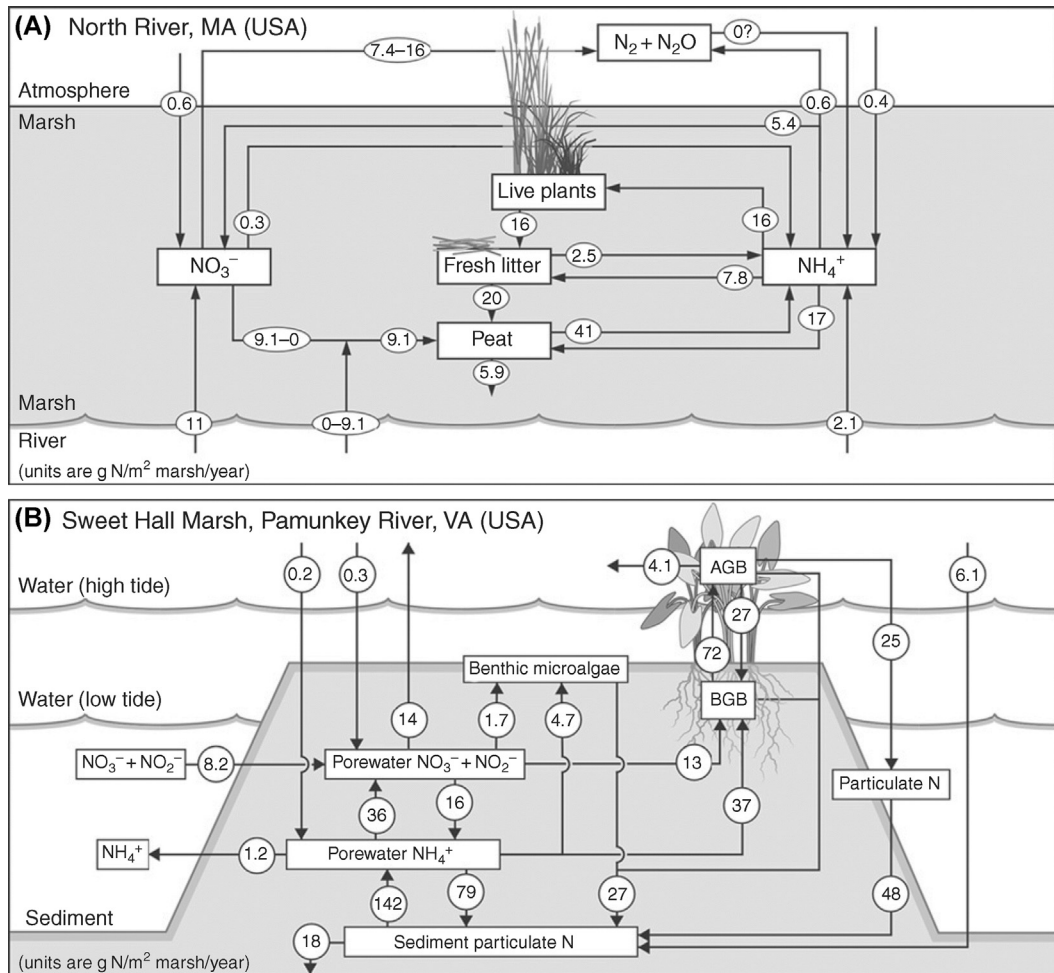 (A) North River, MA (USA)
7.4–16
N₂ + N₂O
0?
Atmosphere
0.6
0.6
0.4
Marsh
5.4
Live plants
0.3
16
16
NO₃⁻
Fresh litter
2.5
NH₄⁺
7.8
20
17
9.1–0
9.1
Peat
41
5.9
Marsh
River
11
0–9.1
2.1
(units are g N/m² marsh/year)
(B) Sweet Hall Marsh, Pamunkey River, VA (USA)
Water (high tide)
0.2
0.3
4.1
AGB
6.1
27
25
72
Benthic microalgae
Water (low tide)
BGB
14
1.7
4.7
NO₃⁻ + NO₂⁻
8.2
Porewater NO₃⁻ + NO₂⁻
13
Particulate N
36
16
37
NH₄⁺
1.2
Porewater NH₄⁺
142
79
27
48
Sediment
18
Sediment particulate N
(units are g N/m² marsh/year)